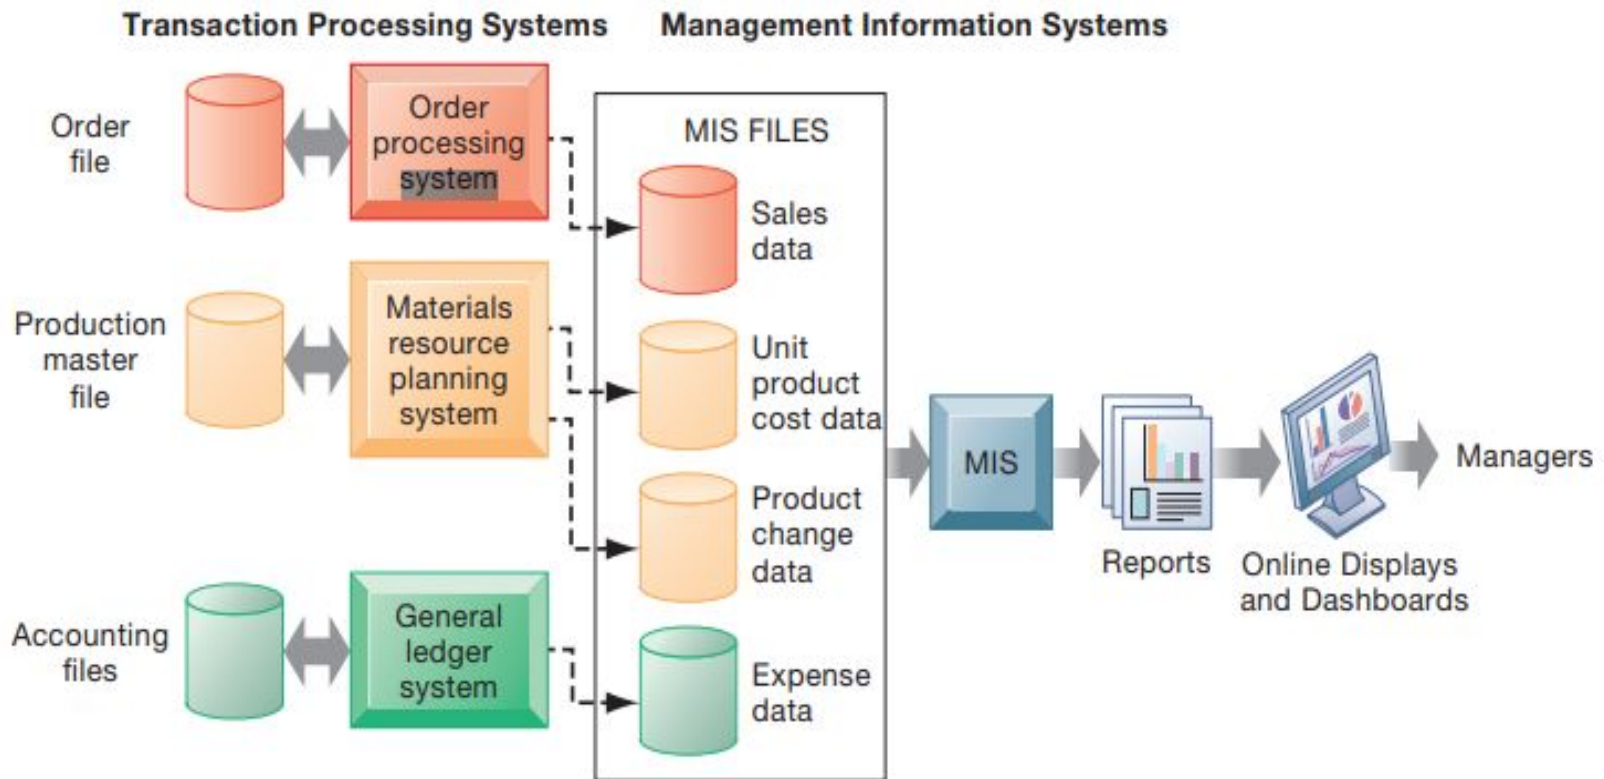 Transaction Processing Systems
Management Information Systems
Order
file
Order
processing
system
MIS FILES
Sales
data
Production
master
file
Materials
resource
planning
system
Unit
product
cost data
Product
change
data
MIS
Reports
Online Displays
and Dashboards
Managers
Accounting
files
General
ledger
system
Expense
data